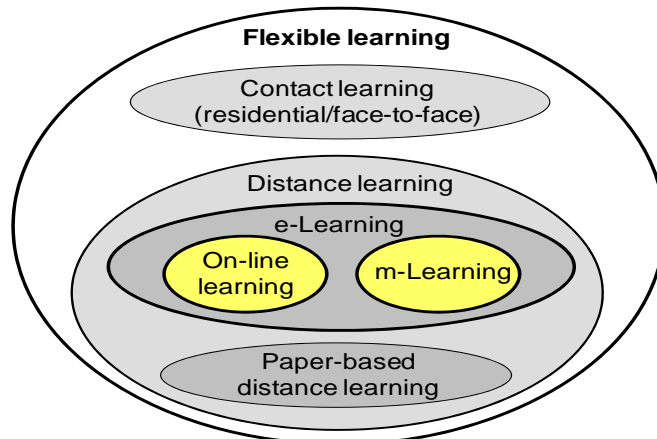 Flexible learning
Contact learning
(residential/face-to-face)
Distance learning
e-Learning
On-line
learning
m-Learning
Paper-based
distance learning